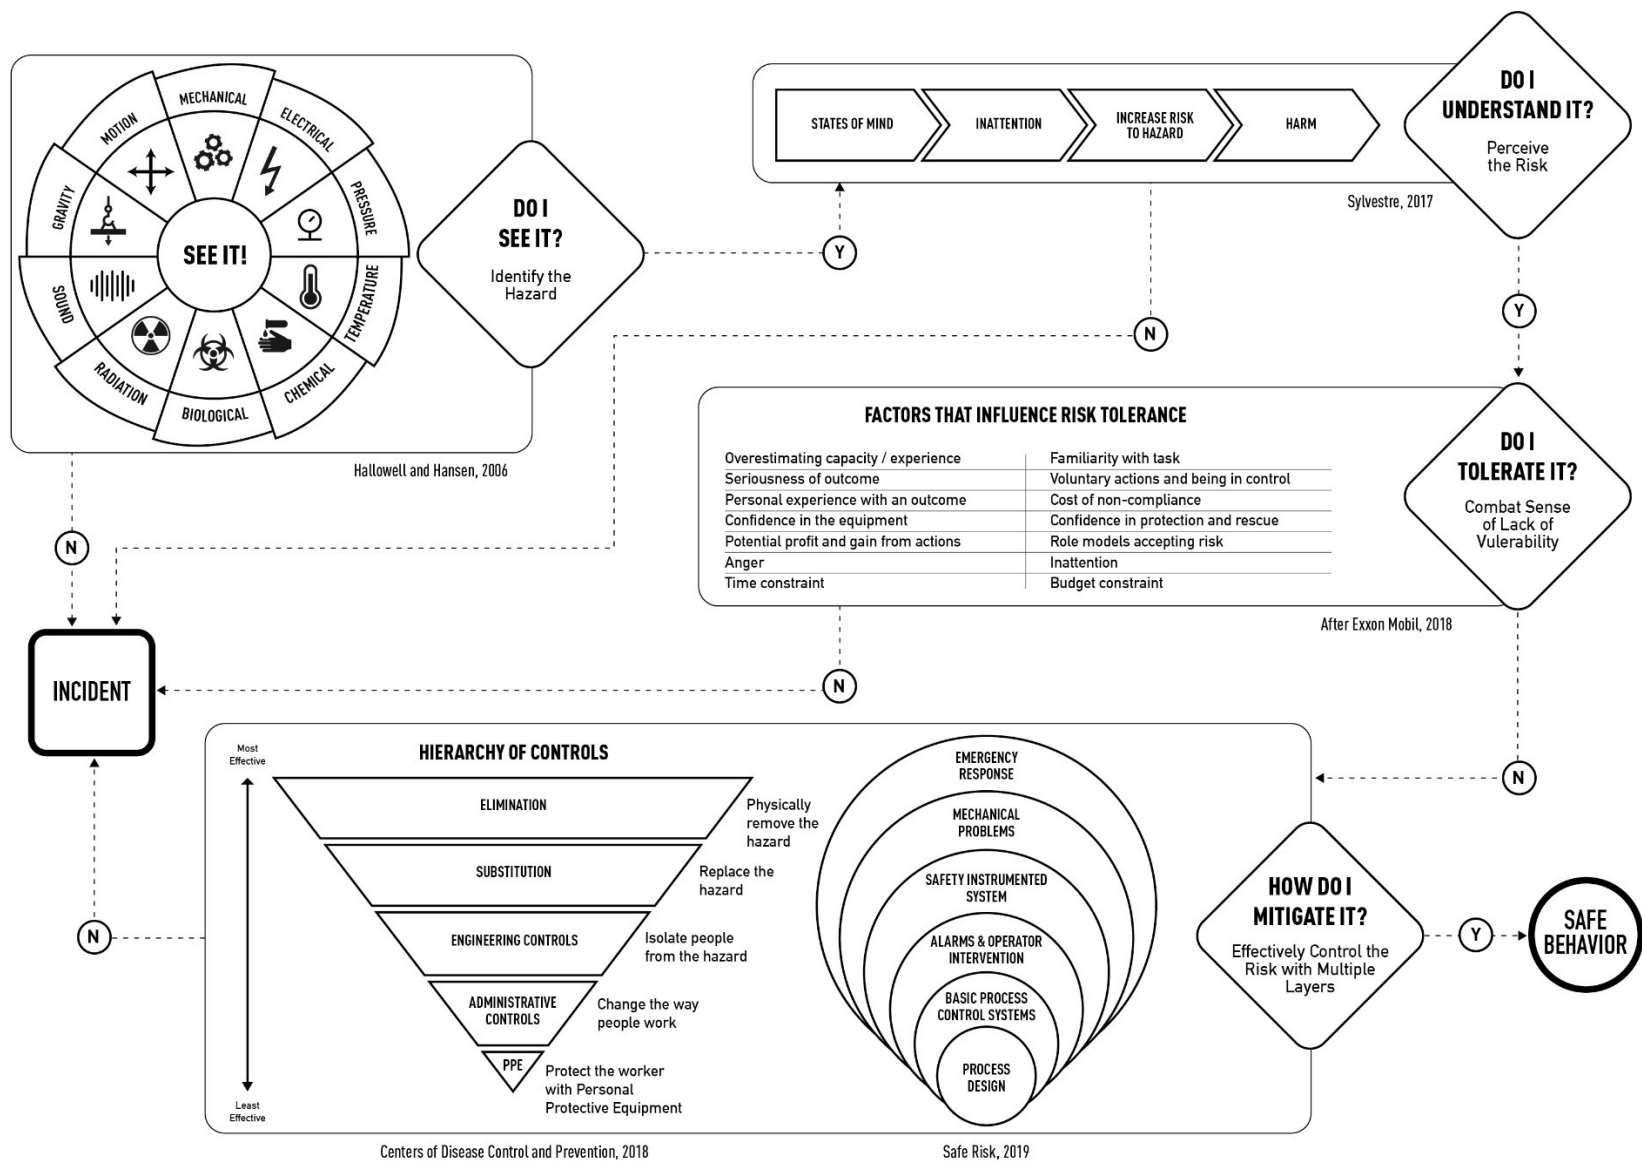 MECHANICAL
ELECTRICAL
PRESSURE
TEMPERATURE
CHEMICAL
BIOLOGICAL
RADIATION
SOUND
GRAVITY
MOTION
SEE IT!
DO I
SEE IT?
Identify the
Hazard
Hallowell and Hansen, 2006
Y
STATES OF MIND
INATTENTION
INCREASE RISK
TO HAZARD
HARM
DO I
UNDERSTAND IT?
Perceive
the Risk
Sylvestre, 2017
N
Y
FACTORS THAT INFLUENCE RISK TOLERANCE
Overestimating capacity / experience Familiarity with task
Seriousness of outcome Voluntary actions and being in control
Personal experience with an outcome Cost of non-compliance
Confidence in the equipment Confidence in protection and rescue
Potential profit and gain from actions Role models accepting risk
Anger Inattention
Time constraint Budget constraint
DO I
TOLERATE IT?
Combat Sense
of Lack of
Vulerability
After Exxon Mobil, 2018
N
N
N
INCIDENT
HIERARCHY OF CONTROLS
Most
Effective
Least
Effective
ELIMINATION
Physically
remove the
hazard
SUBSTITUTION
Replace the
hazard
ENGINEERING CONTROLS
Isolate people
from the hazard
ADMINISTRATIVE
CONTROLS
Change the way
people work
PPE
Protect the worker
with Personal
Protective Equipment
Centers of Disease Control and Prevention, 2018
EMERGENCY
RESPONSE
MECHANICAL
PROBLEMS
SAFETY INSTRUMENTED
SYSTEM
ALARMS & OPERATOR
INTERVENTION
BASIC PROCESS
CONTROL SYSTEMS
PROCESS
DESIGN
Safe Risk, 2019
HOW DO I
MITIGATE IT?
Effectively Control the
Risk with Multiple
Layers
N
Y
SAFE
BEHAVIOR